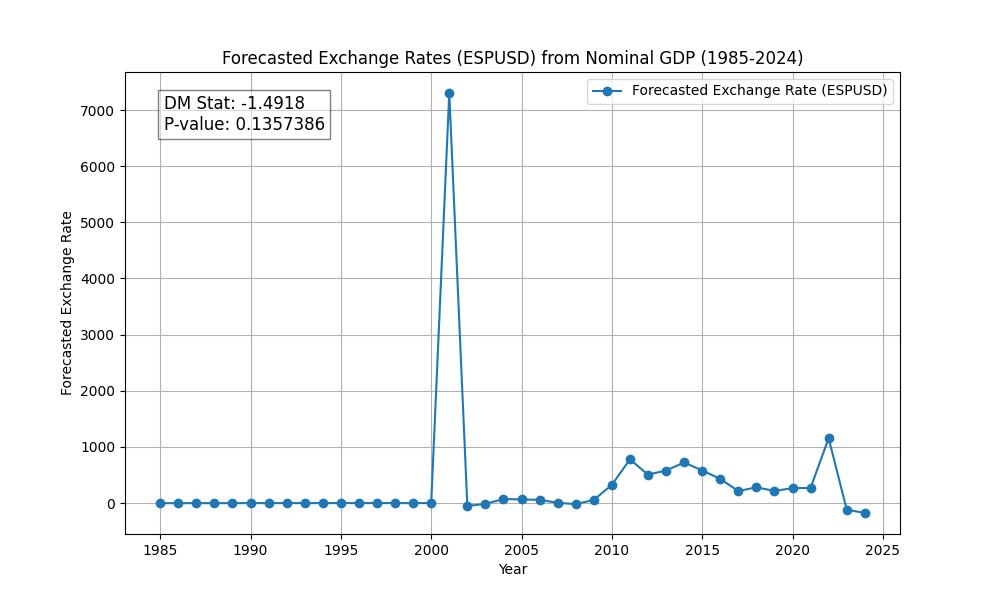 Forecasted Exchange Rates (ESPUSD) from Nominal GDP (1985-2024)
DM Stat: -1.4918
P-value: 0.1357386
Forecasted Exchange Rate (ESPUSD)
Forecasted Exchange Rate
7000
6000
5000
4000
3000
2000
1000
0
1985 1990 1995 2000 2005 2010 2015 2020 2025
Year